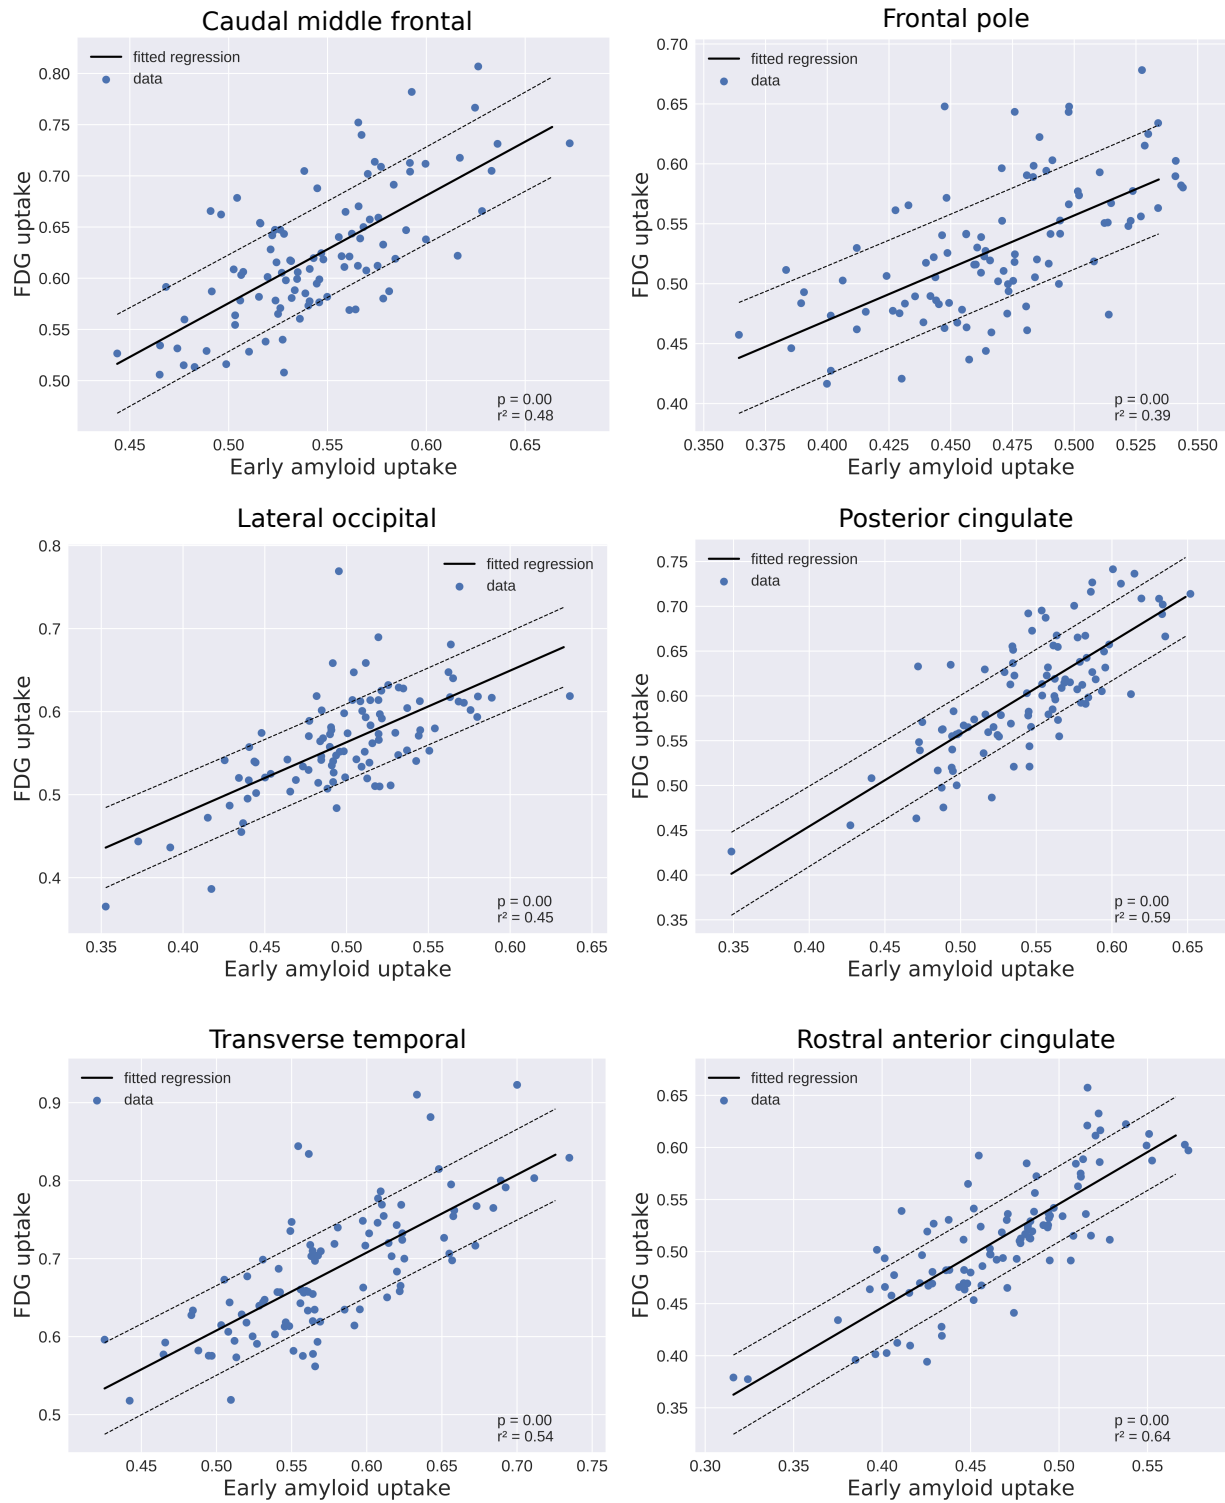 Caudal middle frontal
fitted regression
data
0.80
0.75
0.70
0.65
0.60
0.55
0.50
FDG uptake
p = 0.00
r² = 0.48
0.45 0.50 0.55 0.60 0.65
Early amyloid uptake
Frontal pole
fitted regression
data
0.70
0.65
0.60
0.55
0.50
0.45
0.40
FDG uptake
p = 0.00
r² = 0.39
0.350 0.375 0.400 0.425 0.450 0.475 0.500 0.525 0.550
Early amyloid uptake
Lateral occipital
fitted regression
data
0.8
0.7
0.6
0.5
0.4
FDG uptake
p = 0.00
r² = 0.45
0.35 0.40 0.45 0.50 0.55 0.60 0.65
Early amyloid uptake
Posterior cingulate
fitted regression
data
0.75
0.70
0.65
0.60
0.55
0.50
0.45
0.40
0.35
FDG uptake
p = 0.00
r² = 0.59
0.35 0.40 0.45 0.50 0.55 0.60 0.65
Early amyloid uptake
Transverse temporal
fitted regression
data
0.9
0.8
0.7
0.6
0.5
FDG uptake
p = 0.00
r² = 0.54
0.45 0.50 0.55 0.60 0.65 0.70 0.75
Early amyloid uptake
Rostral anterior cingulate
fitted regression
data
0.65
0.60
0.55
0.50
0.45
0.40
0.35
FDG uptake
p = 0.00
r² = 0.64
0.30 0.35 0.40 0.45 0.50 0.55
Early amyloid uptake